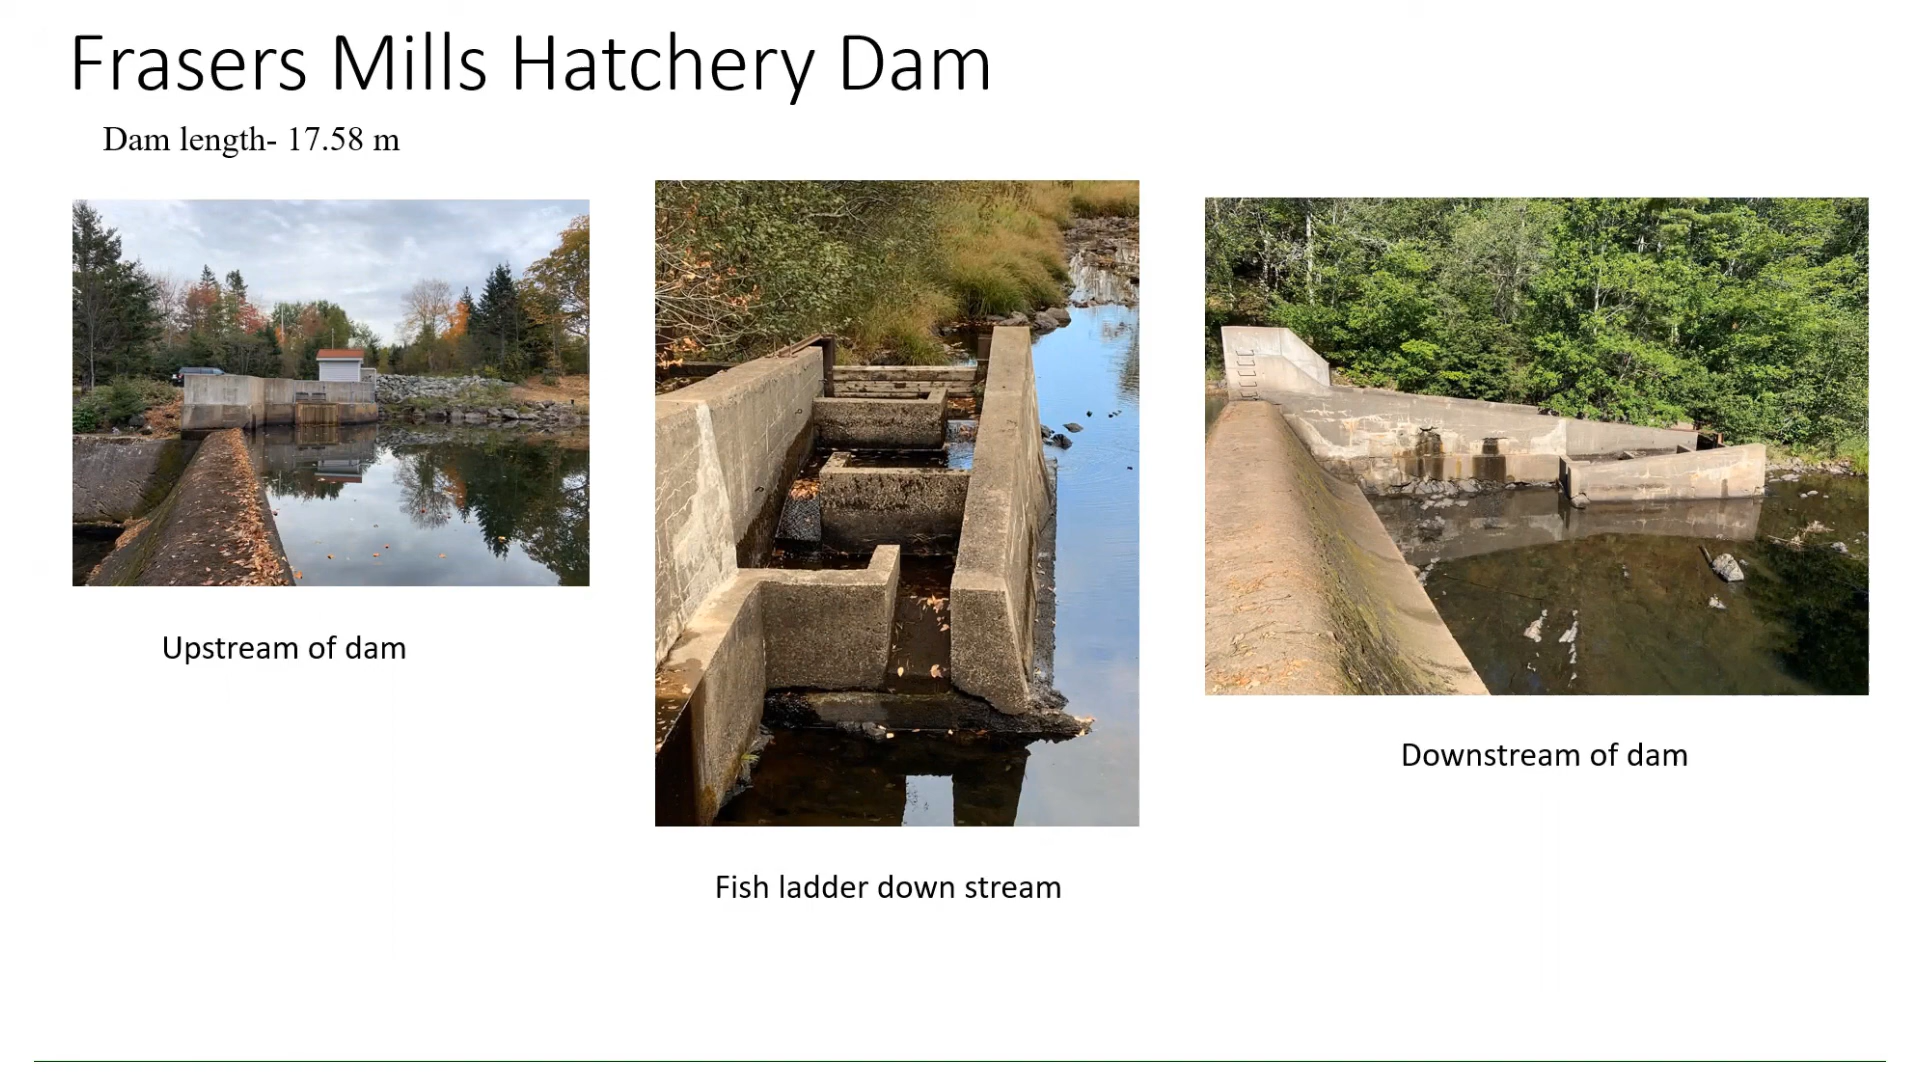 Frasers Mills Hatchery Dam
Dam length- 17.58 m
Upstream of dam
Fish ladder down stream
Downstream of dam